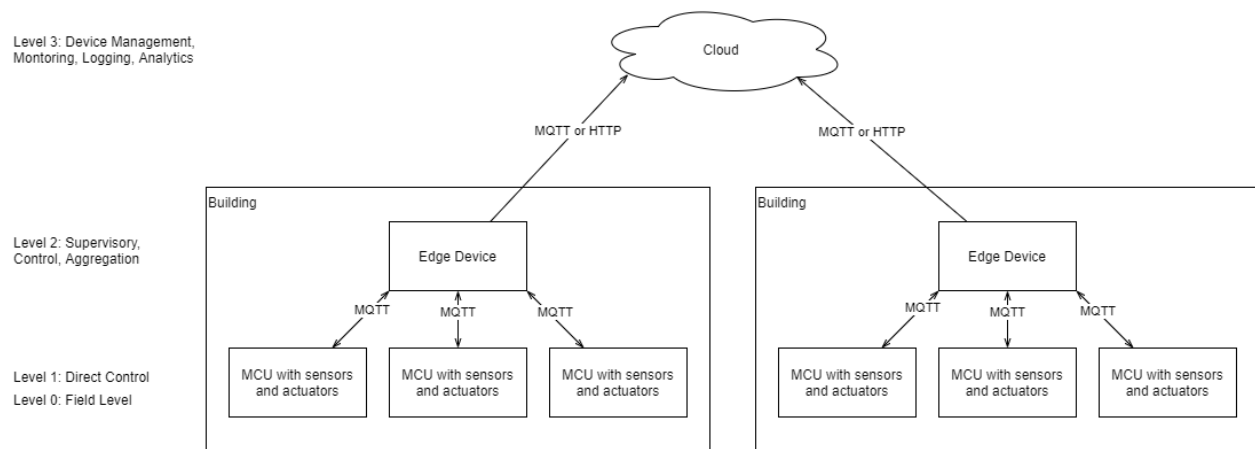 Level 3: Device Management,
Montoring, Logging, Analytics
Cloud
MQTT or HTTP
MQTT or HTTP
Building
Building
Level 2: Supervisory,
Control, Aggregation
Edge Device
Edge Device
MQTT
MQTT
MQTT
MQTT
MQTT
MQTT
Level 1: Direct Control
Level 0: Field Level
MCU with sensors
and actuators
MCU with sensors
and actuators
MCU with sensors
and actuators
MCU with sensors
and actuators
MCU with sensors
and actuators
MCU with sensors
and actuators